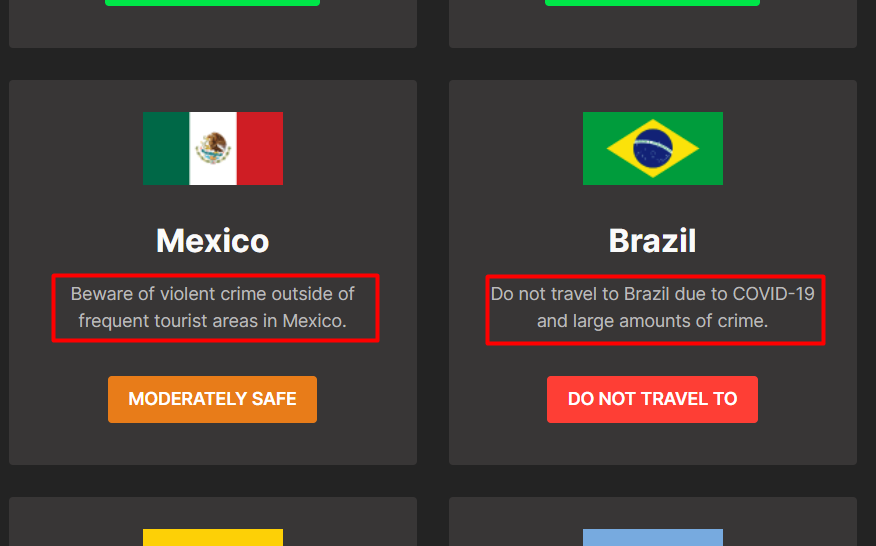 Mexico
Beware of violent crime outside of
frequent tourist areas in Mexico.
MODERATELY SAFE
Brazil
Do not travel to Brazil due to COVID-19
and large amounts of crime.
DO NOT TRAVEL TO